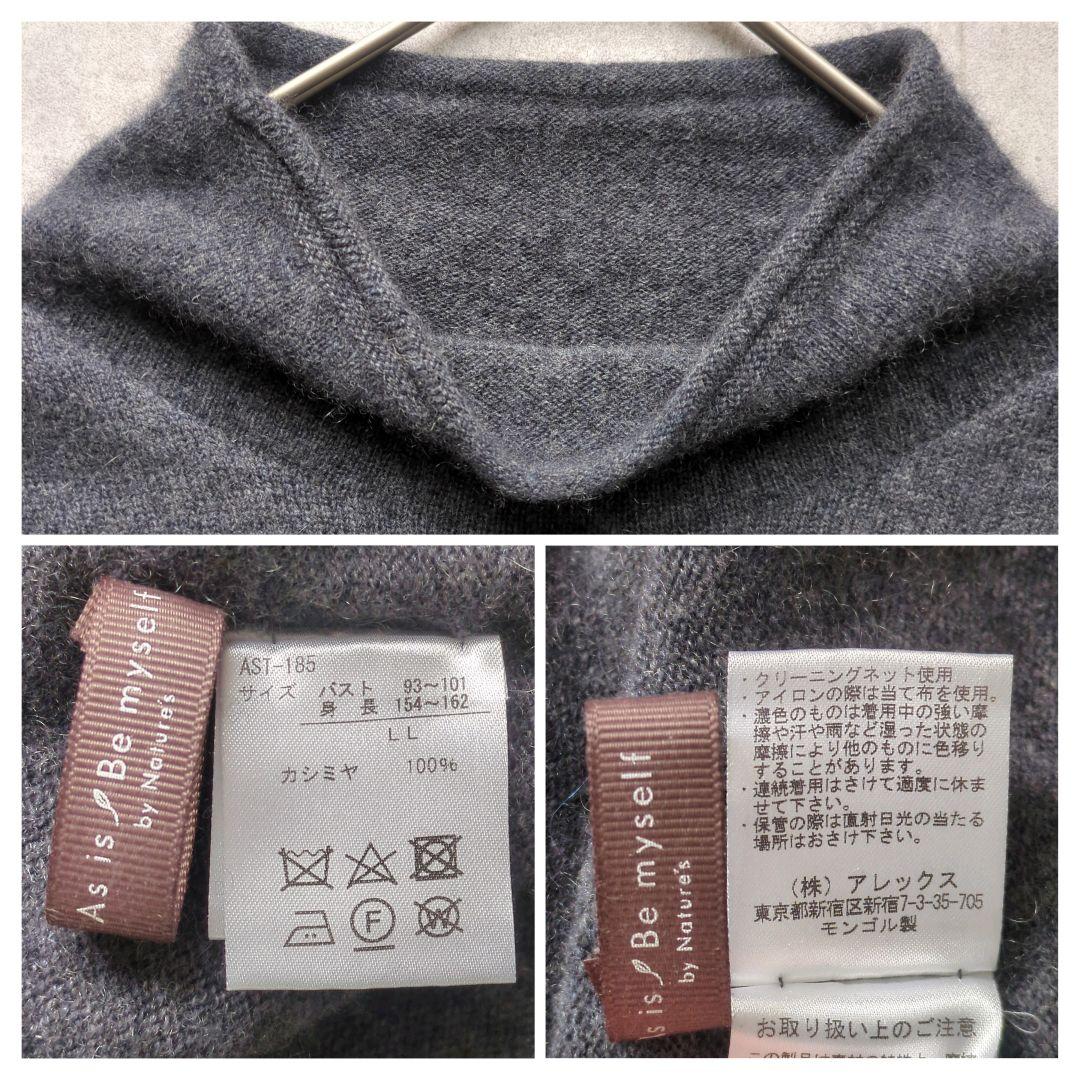 As is Be myself
by Nature's
AST-185
サイズ バスト 93～101
身長 154～162
LL
カシミヤ 100%
F
W
As is Be myself
by Nature's
・クリーニングネット使用
・アイロンの際は当て布を使用。
・濃色のものは着用中の強い摩
擦や汗や雨など湿った状態の
摩擦により他のものに色移り
することがあります。
・連続着用はさけて適度に休ま
せて下さい。
・保管の際は直射日光の当たる
場所はおさけ下さい。
(株) アレックス
東京都新宿区新宿7-3-35-705
モンゴル製
・お取り扱い上のご注意